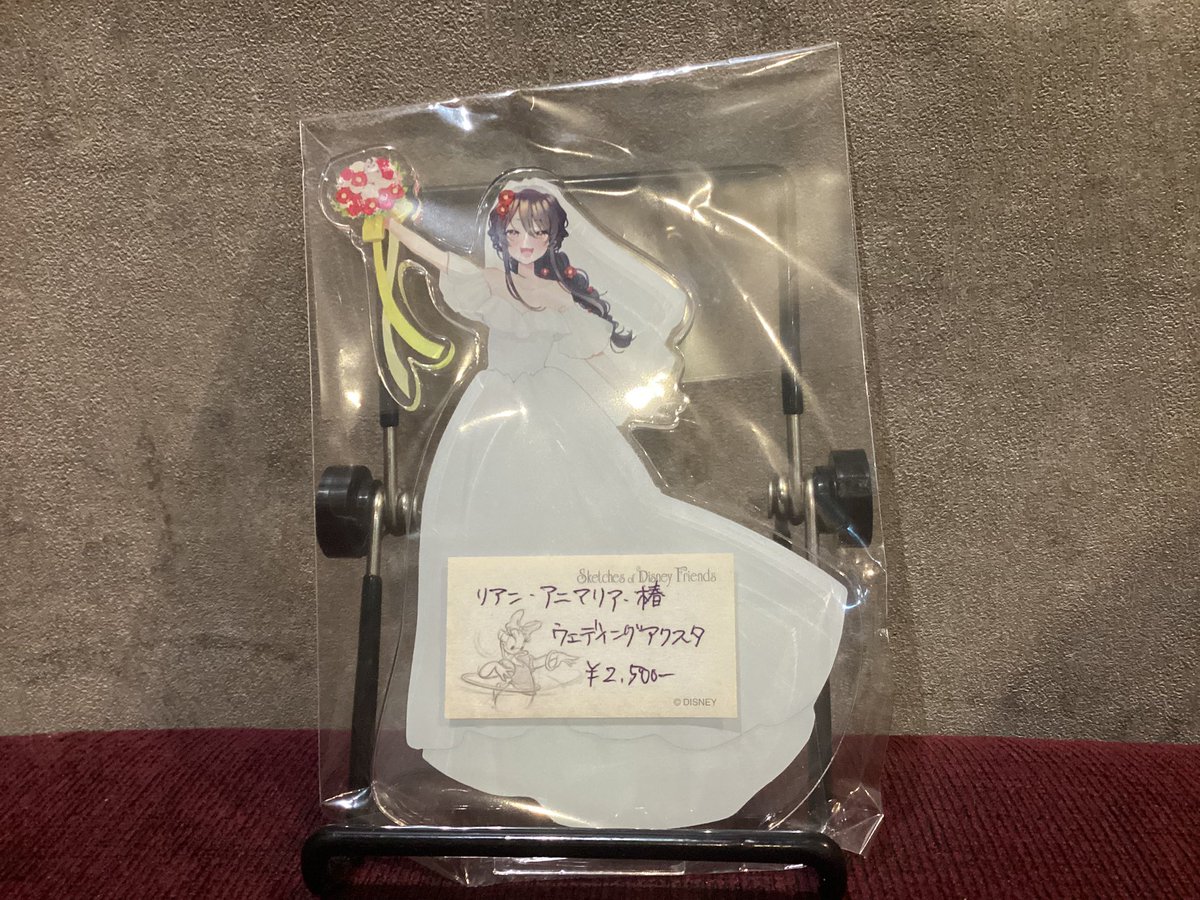 Sketches of Disney Friends
リアン・アニマリア・椿
ウェディングアクスタ
¥2,500-
© DISNEY